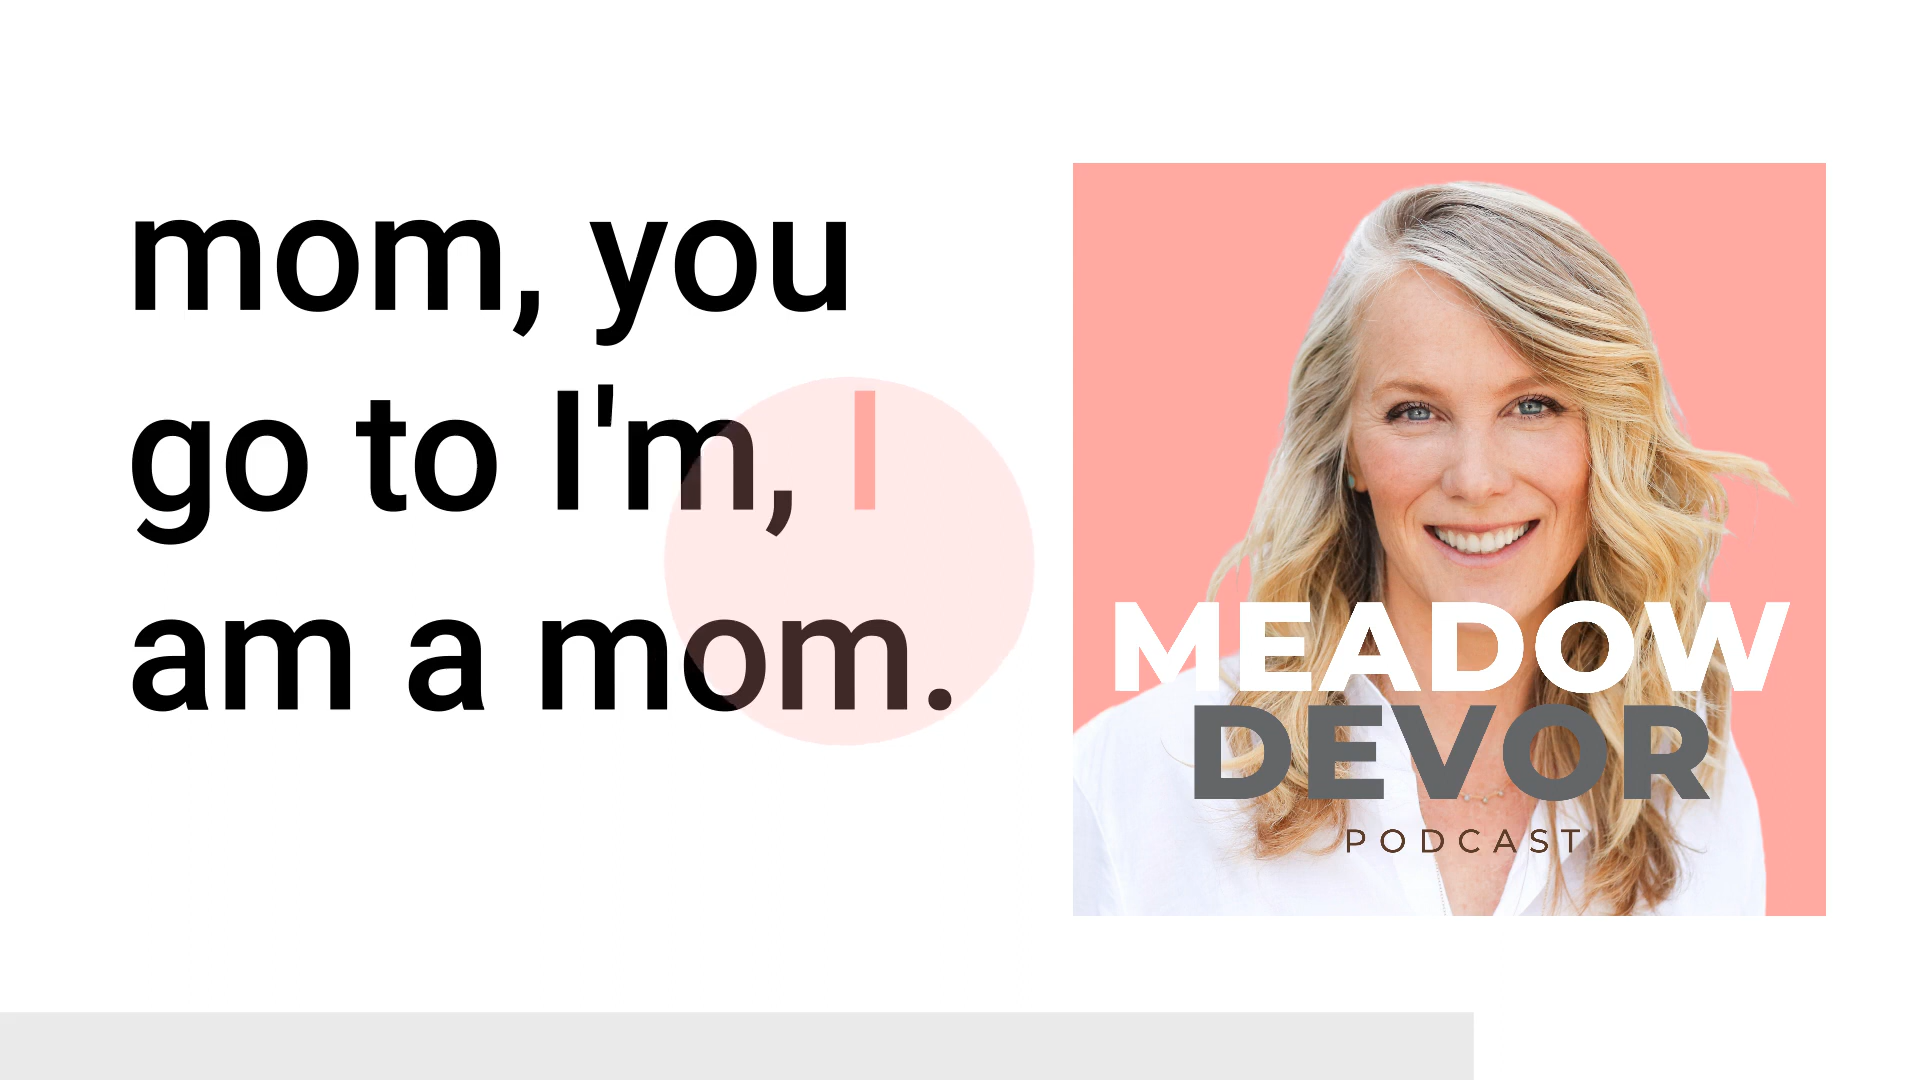 mom, you
go to I'm, I
am a mom.
MEADOW
DEVOR
PODCAST